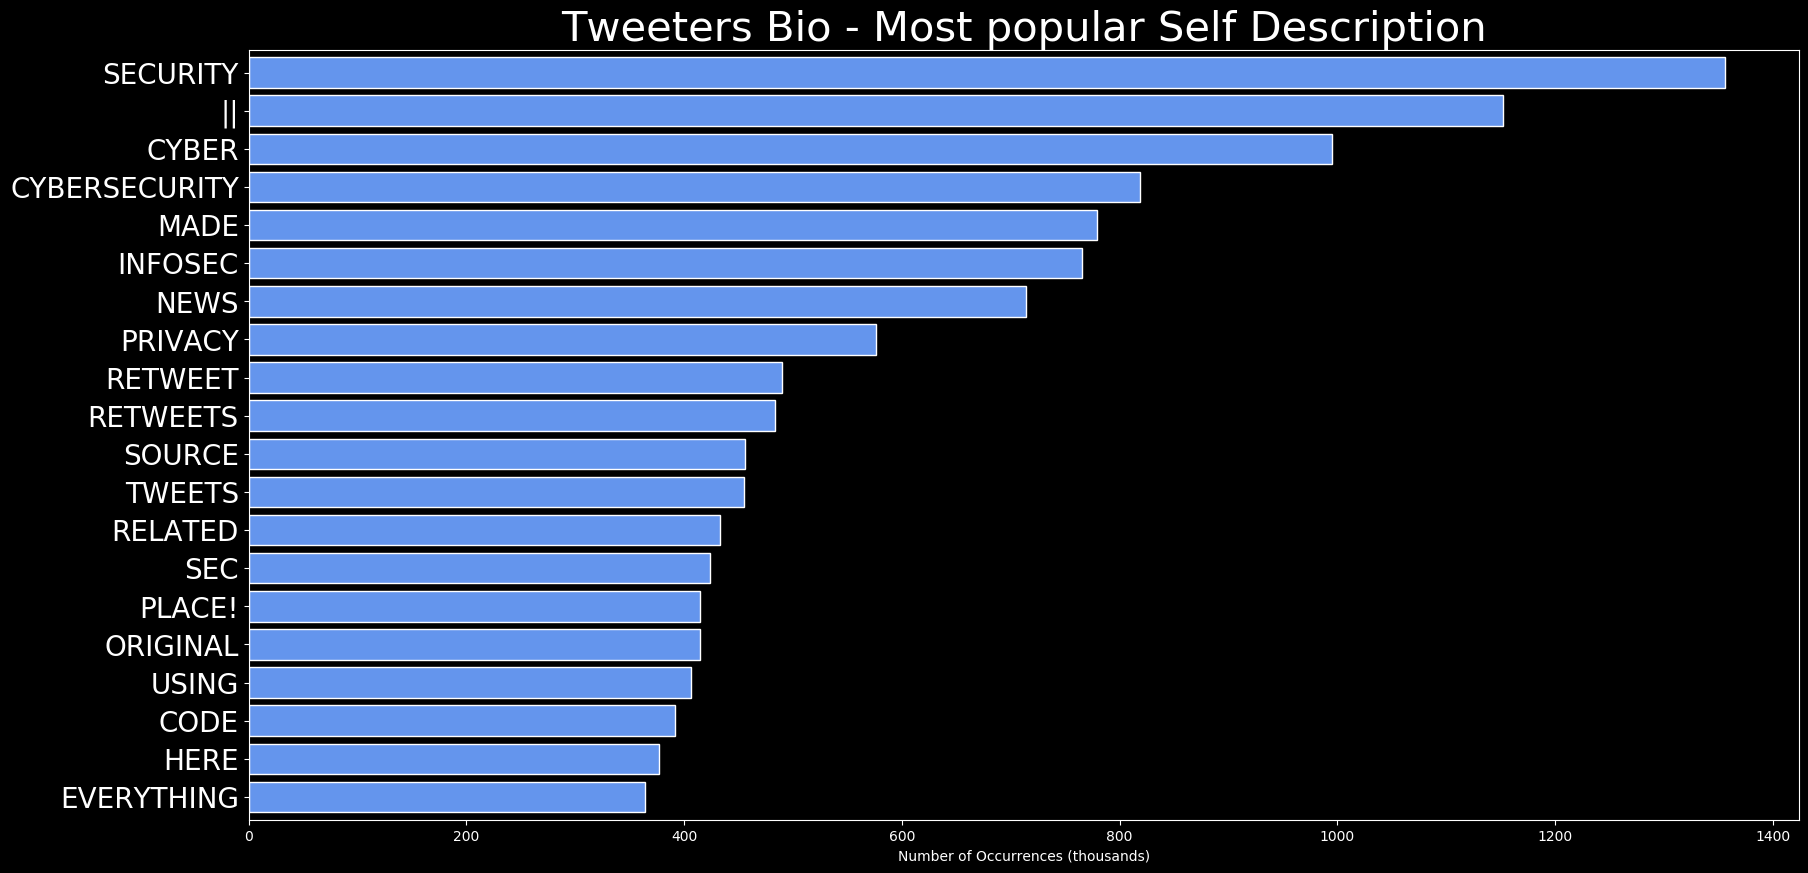 Tweeters Bio - Most popular Self Description
SECURITY
||
CYBER
CYBERSECURITY
MADE
INFOSEC
NEWS
PRIVACY
RETWEET
RETWEETS
SOURCE
TWEETS
RELATED
SEC
PLACE!
ORIGINAL
USING
CODE
HERE
EVERYTHING
0 200 400 600 800 1000 1200 1400
Number of Occurrences (thousands)